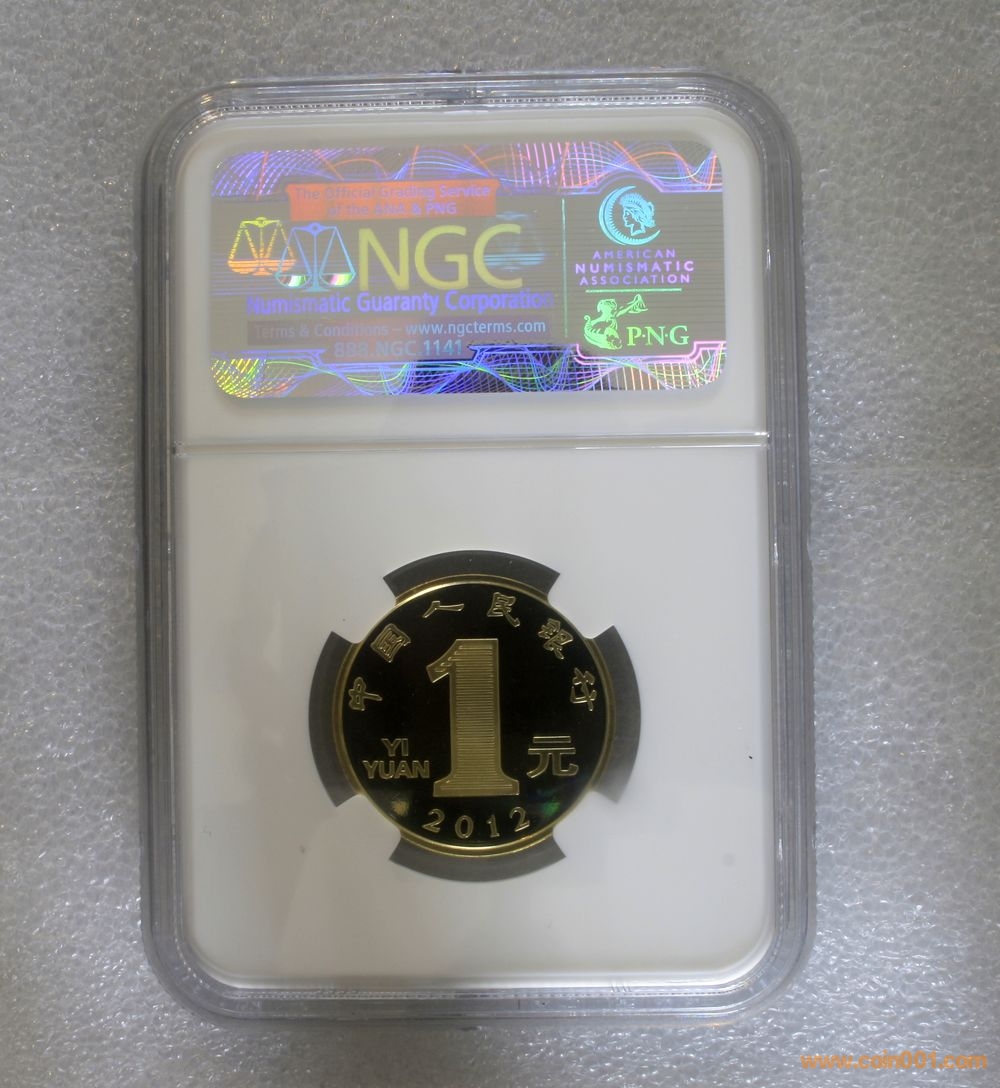 The Official Grading Service
of the ANA & PNG
NGC
Numismatic Guaranty Corporation
Terms & Conditions – www.ngcterms.com
888.NGC.1141
AMERICAN
NUMISMATIC
ASSOCIATION
P·N·G
中国人民银行
1
YI
YUAN
元
2012
www.coin001.com